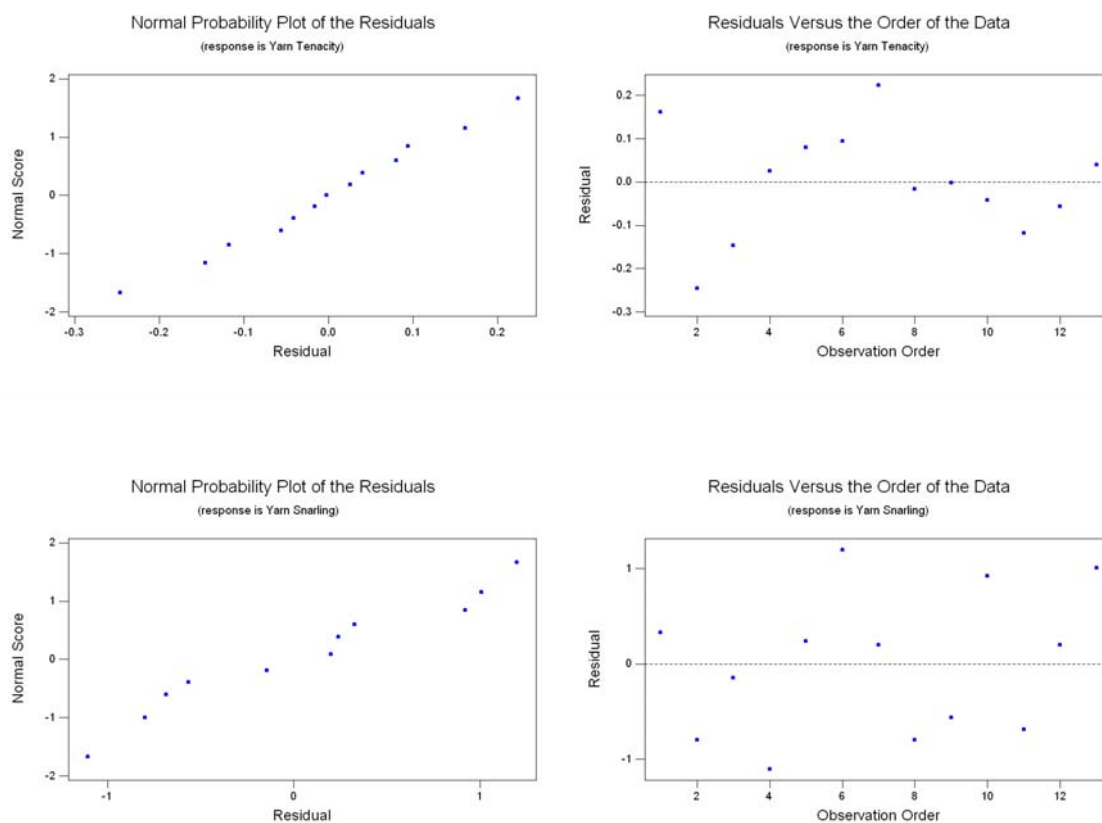 Normal Probability Plot of the Residuals
(response is Yarn Tenacity)
2
1
0
-1
-2
Normal Score
-0.3
-0.2
-0.1
0.0
0.1
0.2
Residual
Residuals Versus the Order of the Data
(response is Yarn Tenacity)
0.2
0.1
0.0
-0.1
-0.2
-0.3
Residual
2
4
6
8
10
12
Observation Order
Normal Probability Plot of the Residuals
(response is Yarn Snarling)
2
1
0
-1
-2
Normal Score
-1
0
1
Residual
Residuals Versus the Order of the Data
(response is Yarn Snarling)
1
0
-1
Residual
2
4
6
8
10
12
Observation Order